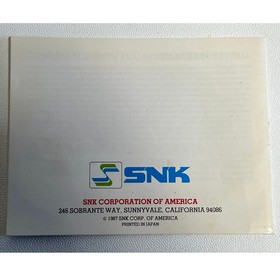 SNK
SNK CORPORATION OF AMERICA
246 SOBRANTE WAY, SUNNYVALE, CALIFORNIA 94086
© 1987 SNK CORP. OF AMERICA
PRINTED IN JAPAN